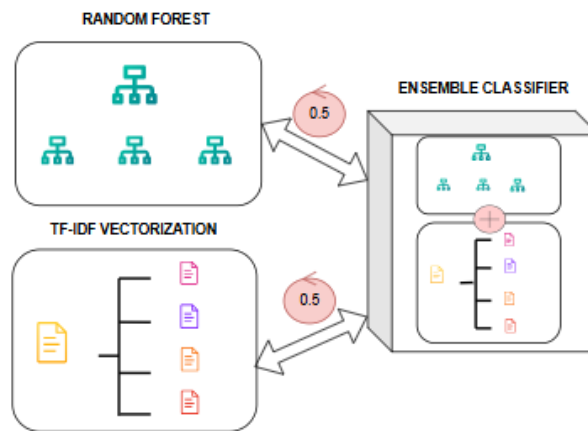 RANDOM FOREST
ENSEMBLE CLASSIFIER
0.5
TF-IDF VECTORIZATION
0.5
+